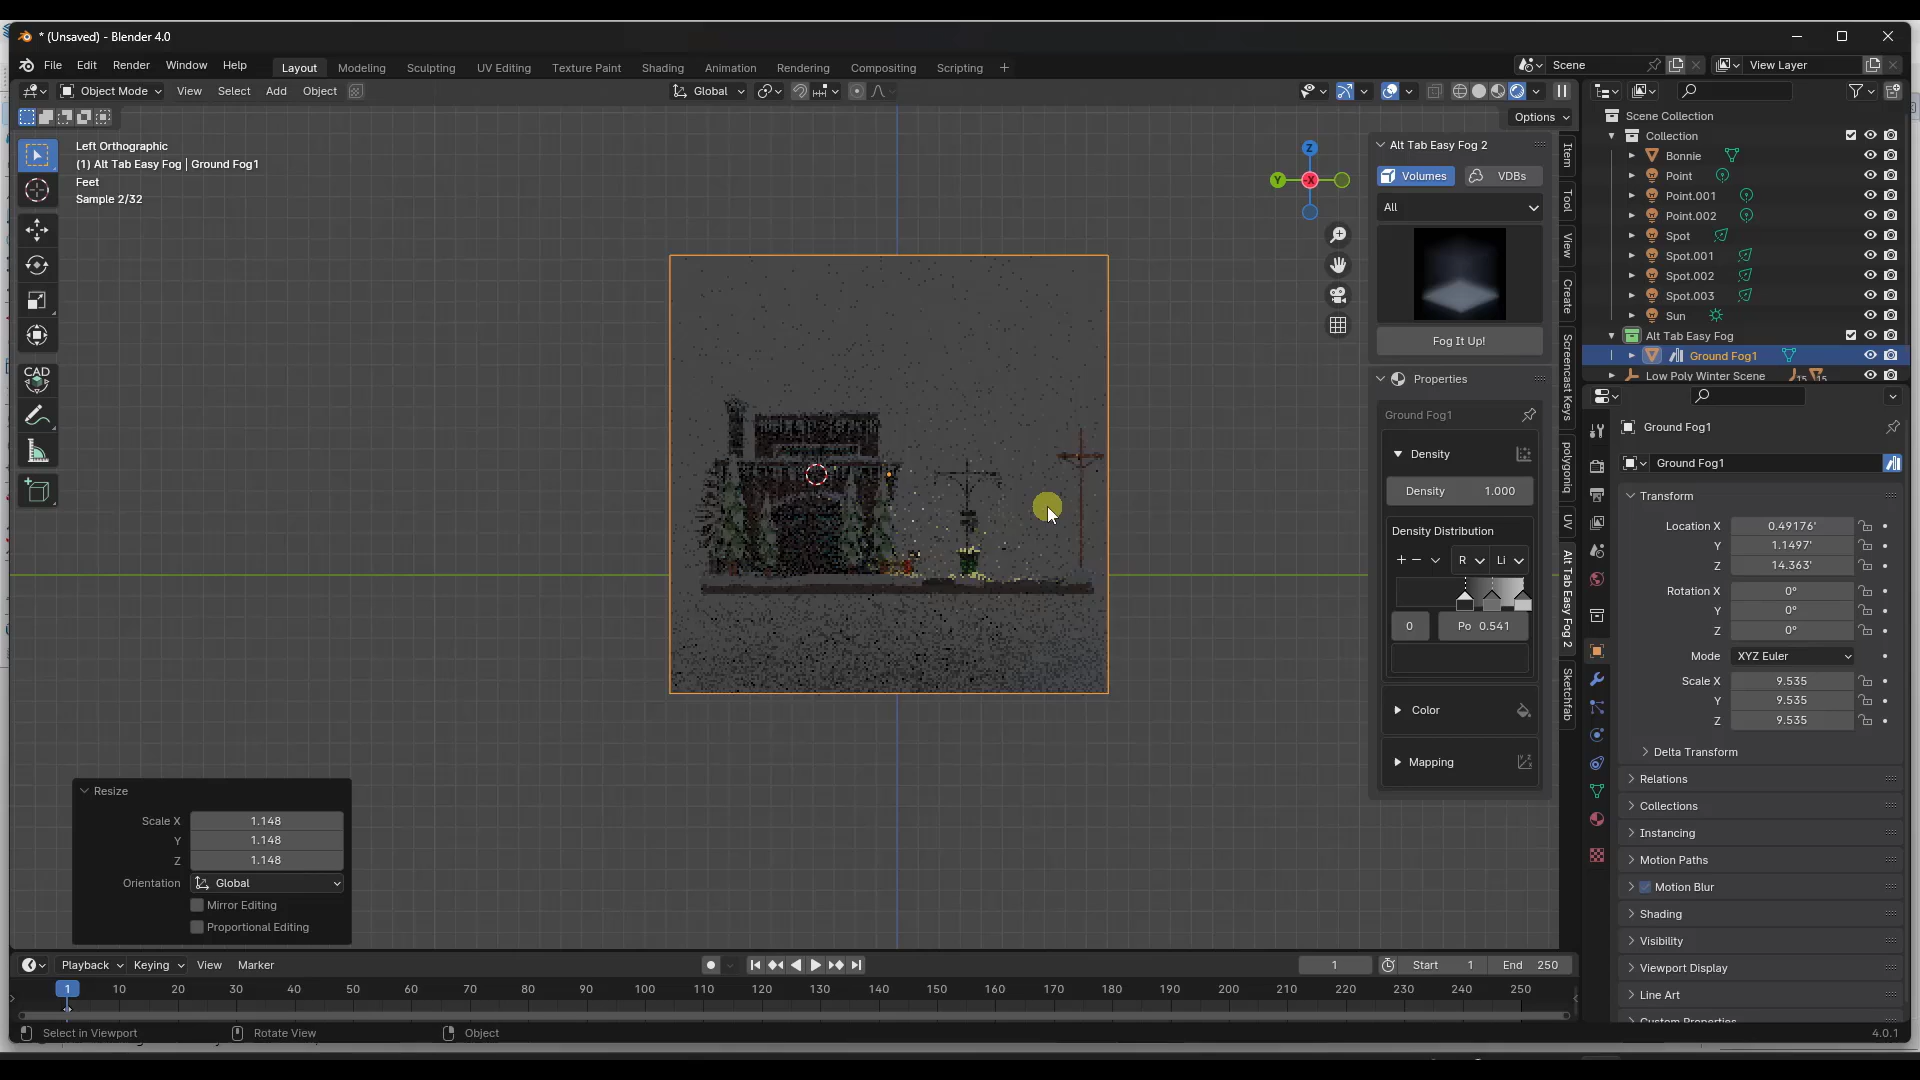 * (Unsaved) - Blender 4.0
File Edit Render Window Help
Layout Modeling Sculpting UV Editing Texture Paint Shading Animation Rendering Compositing Scripting +
Scene
View Layer
Object Mode View Select Add Object
Global
Options
Left Orthographic
(1) Alt Tab Easy Fog | Ground Fog1
Feet
Sample 2/32
CAD
Z
Y
-X
Alt Tab Easy Fog 2
Volumes VDBs
All
Fog It Up!
Properties
Ground Fog1
Density
Density 1.000
Density Distribution
+ − R Li
0 Po 0.541
Color
Mapping
Item
Tool
View
Create
Screencast Keys
polygoniq
UV
Alt Tab Easy Fog 2
Sketchfab
Scene Collection
Collection
Bonnie
Point
Point.001
Point.002
Spot
Spot.001
Spot.002
Spot.003
Sun
Alt Tab Easy Fog
Ground Fog1
Low Poly Winter Scene 15 15
Ground Fog1
Ground Fog1
Transform
Location X 0.49176'
Y 1.1497'
Z 14.363'
Rotation X 0°
Y 0°
Z 0°
Mode XYZ Euler
Scale X 9.535
Y 9.535
Z 9.535
Delta Transform
Relations
Collections
Instancing
Motion Paths
Motion Blur
Shading
Visibility
Viewport Display
Line Art
Custom Properties
Resize
Scale X 1.148
Y 1.148
Z 1.148
Orientation Global
Mirror Editing
Proportional Editing
Playback Keying View Marker
1 Start 1 End 250
1 10 20 30 40 50 60 70 80 90 100 110 120 130 140 150 160 170 180 190 200 210 220 230 240 250
Select in Viewport Rotate View Object
4.0.1